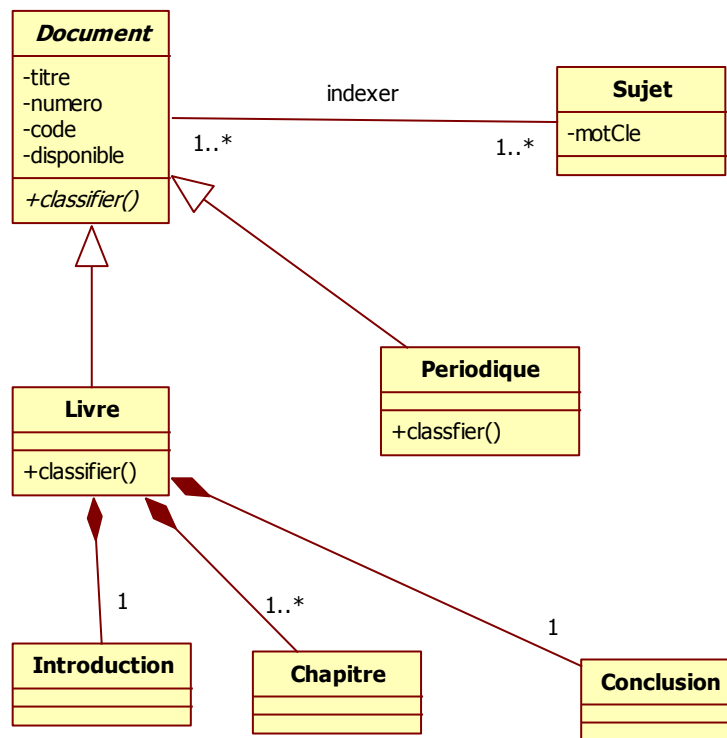 Document
-titre
-numero
-code
-disponible
+classifier()
indexer
1..*
1..*
Sujet
-motCle
Periodique
+classfier()
Livre
+classifier()
1
1..*
1
Introduction
Chapitre
Conclusion